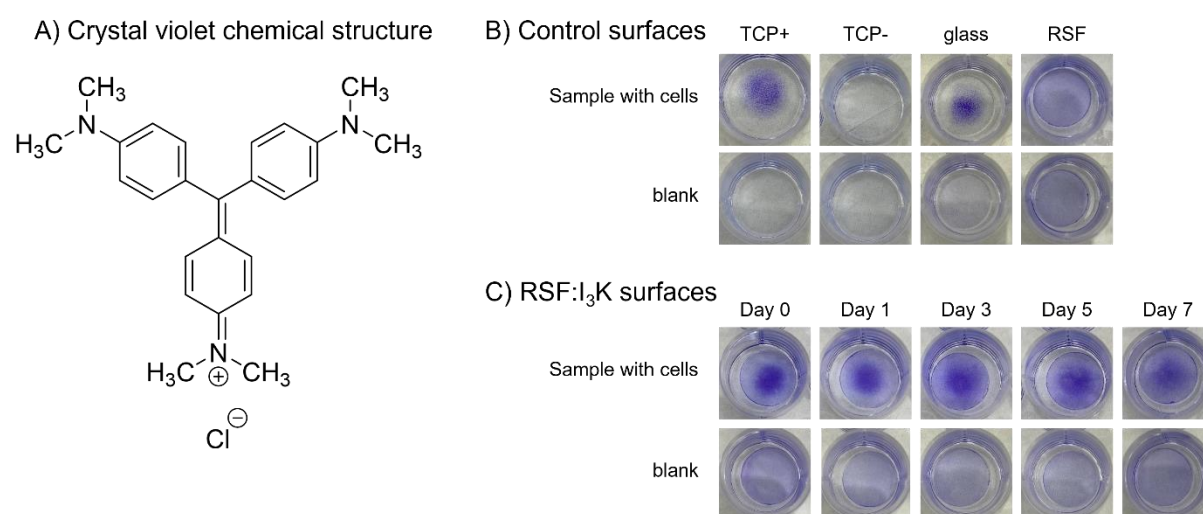 A) Crystal violet chemical structure
CH₃
N
H₃C
CH₃
N
CH₃
N
H₃C ⊕ CH₃
Cl⊖
B) Control surfaces
TCP+ TCP- glass RSF
Sample with cells
blank
C) RSF:I₃K surfaces
Day 0 Day 1 Day 3 Day 5 Day 7
Sample with cells
blank